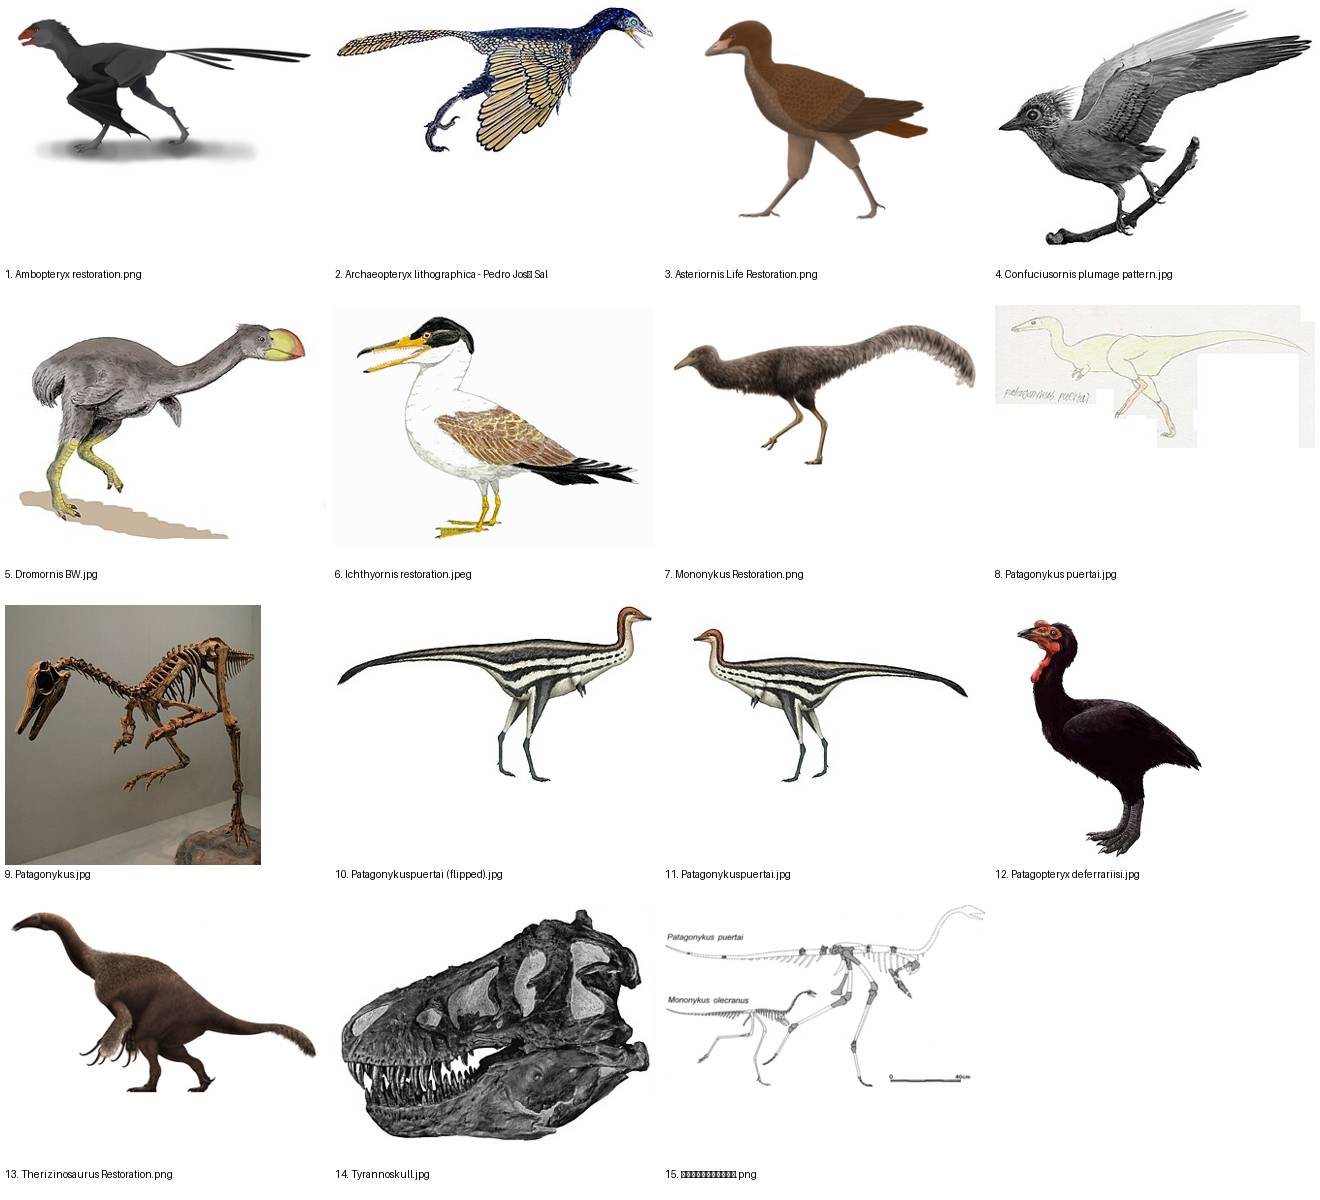 1. Ambopteryx restoration.png
2. Archaeopteryx lithographica - Pedro Jos Sal
3. Asteriornis Life Restoration.png
4. Confuciusornis plumage pattern.jpg
5. Dromornis BW.jpg
6. Ichthyornis restoration.jpeg
7. Mononykus Restoration.png
patagonykus puertai
8. Patagonykus puertai.jpg
9. Patagonykus.jpg
10. Patagonykuspuertai (flipped).jpg
11. Patagonykuspuertai.jpg
12. Patagopteryx deferrariisi.jpg
Patagonykus puertai
Mononykus olecranus
0 40cm
13. Therizinosaurus Restoration.png
14. Tyrannoskull.jpg
15. .png